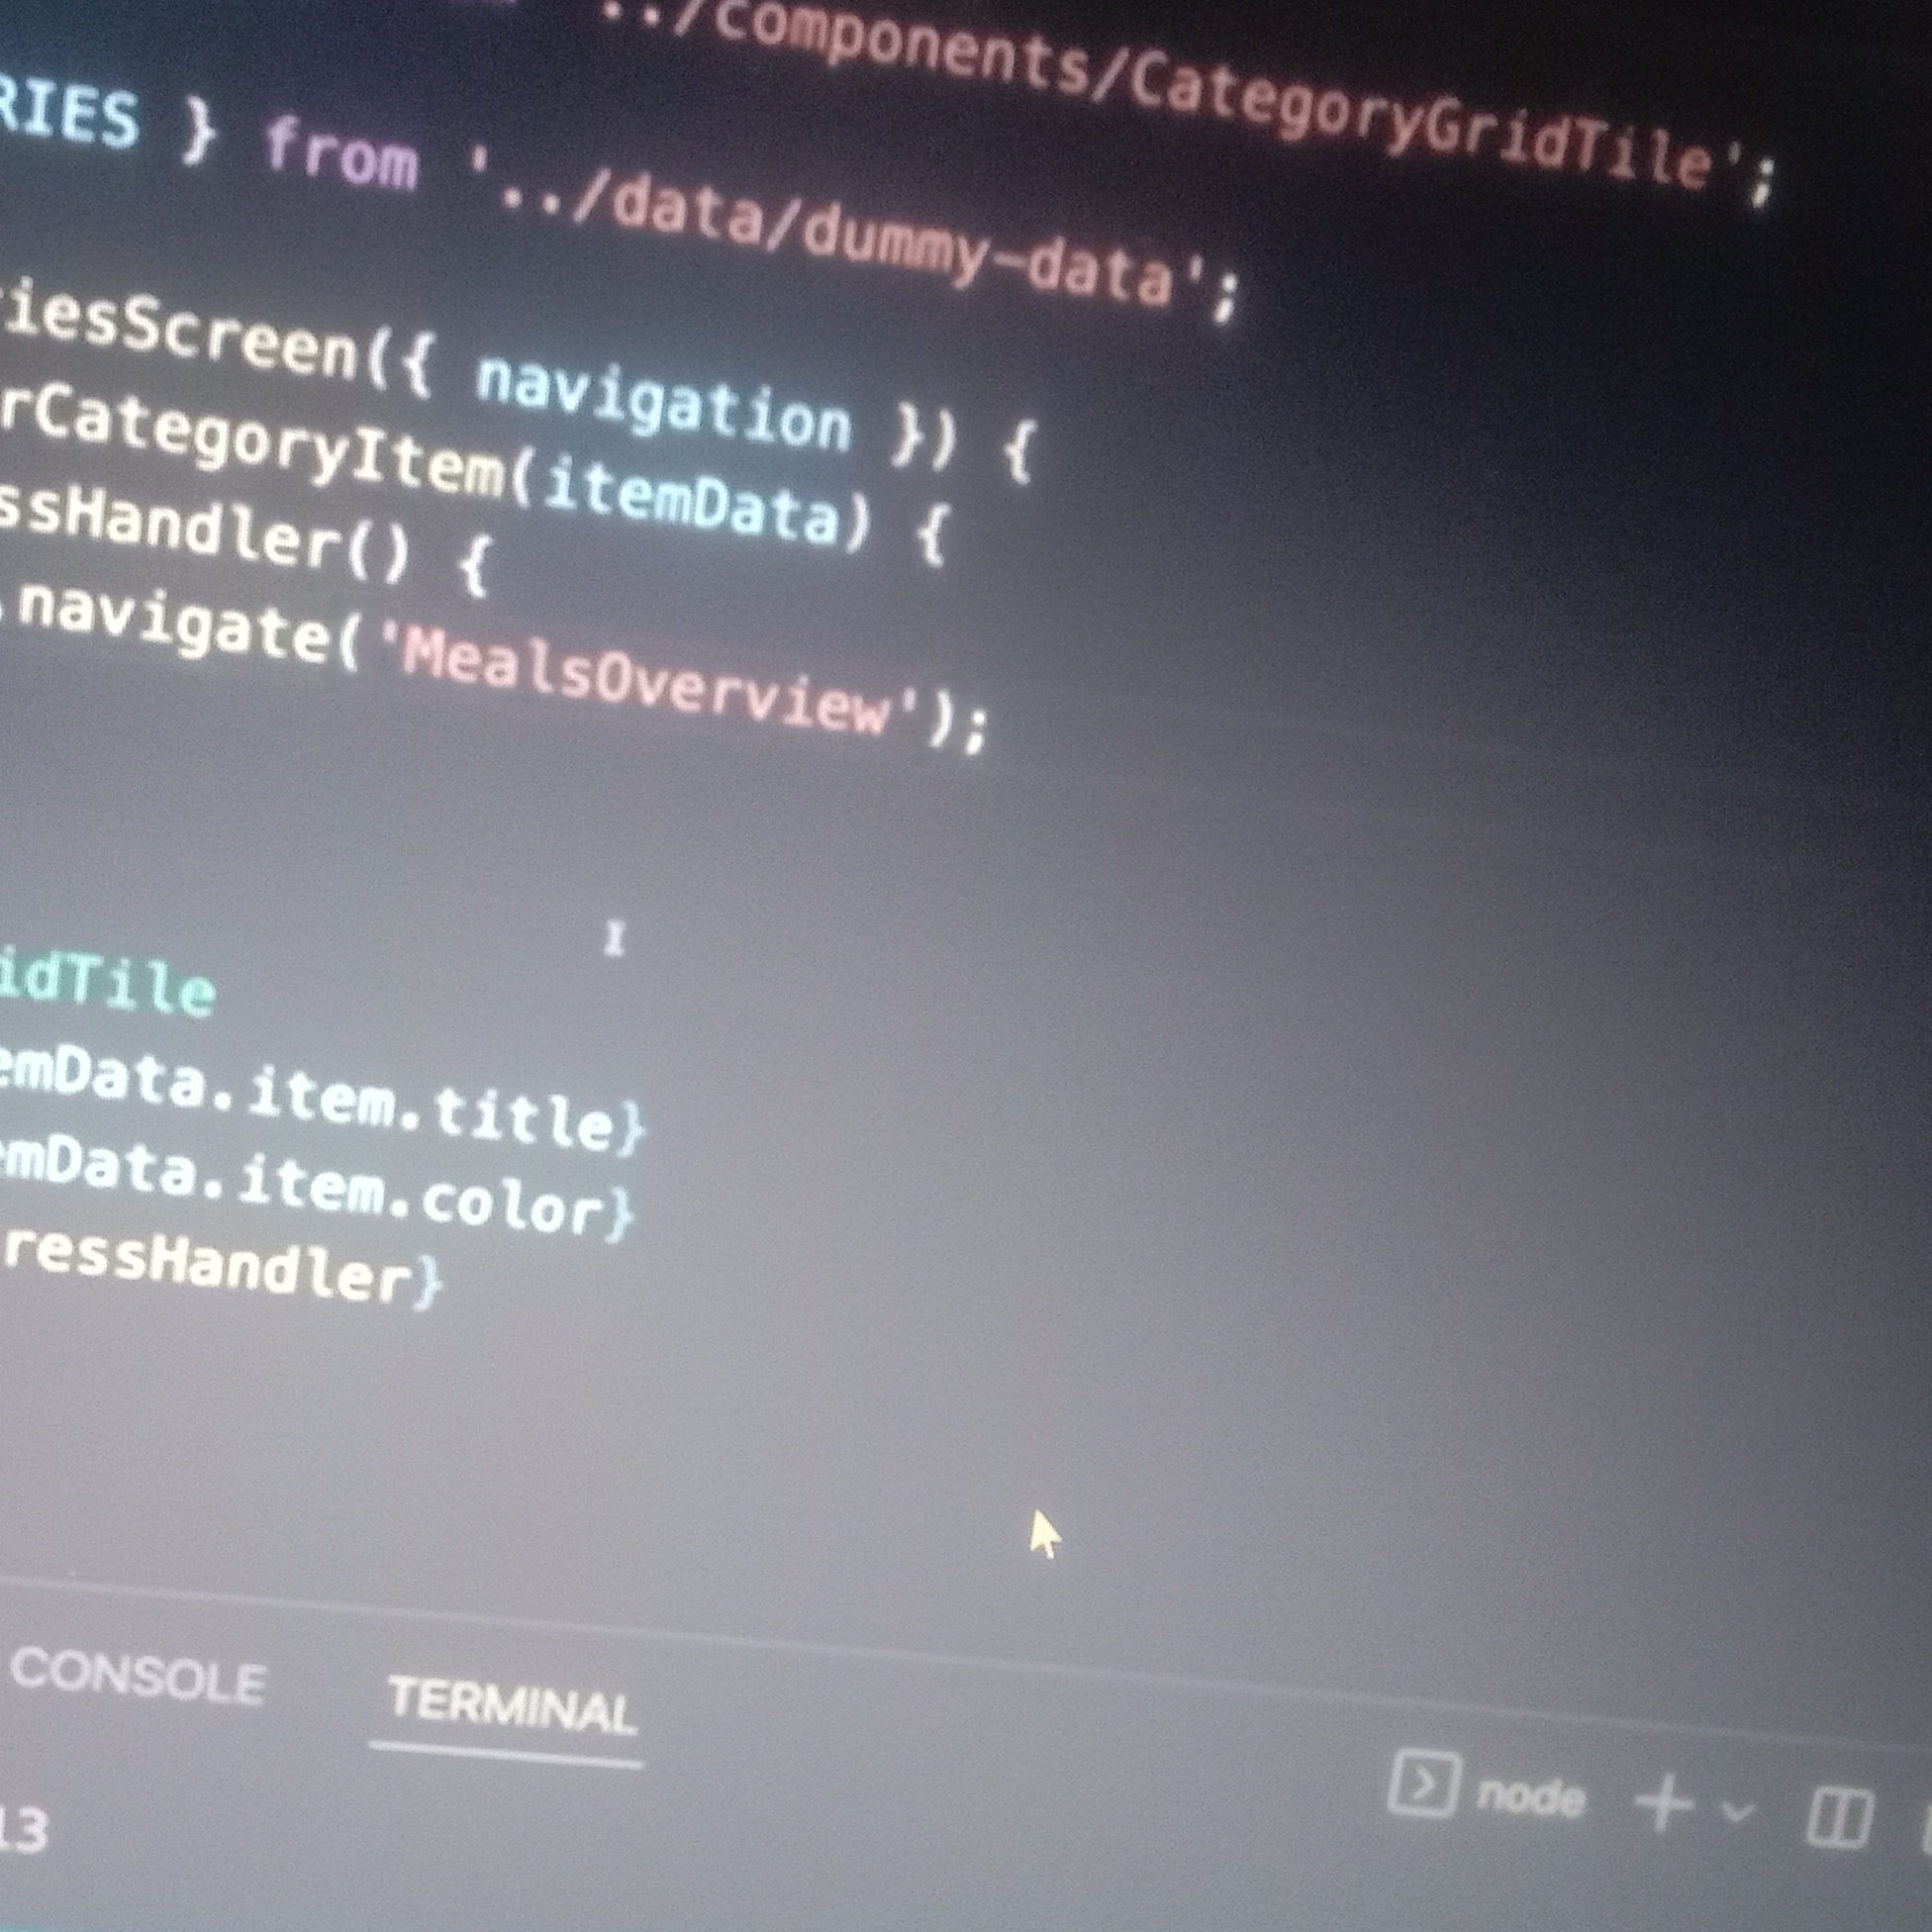 ../components/CategoryGridTile';
RIES } from '../data/dummy-data';
iesScreen({ navigation }) {
rCategoryItem(itemData) {
ssHandler() {
.navigate('MealsOverview');
idTile
emData.item.title}
emData.item.color}
ressHandler}
CONSOLE TERMINAL
node
13